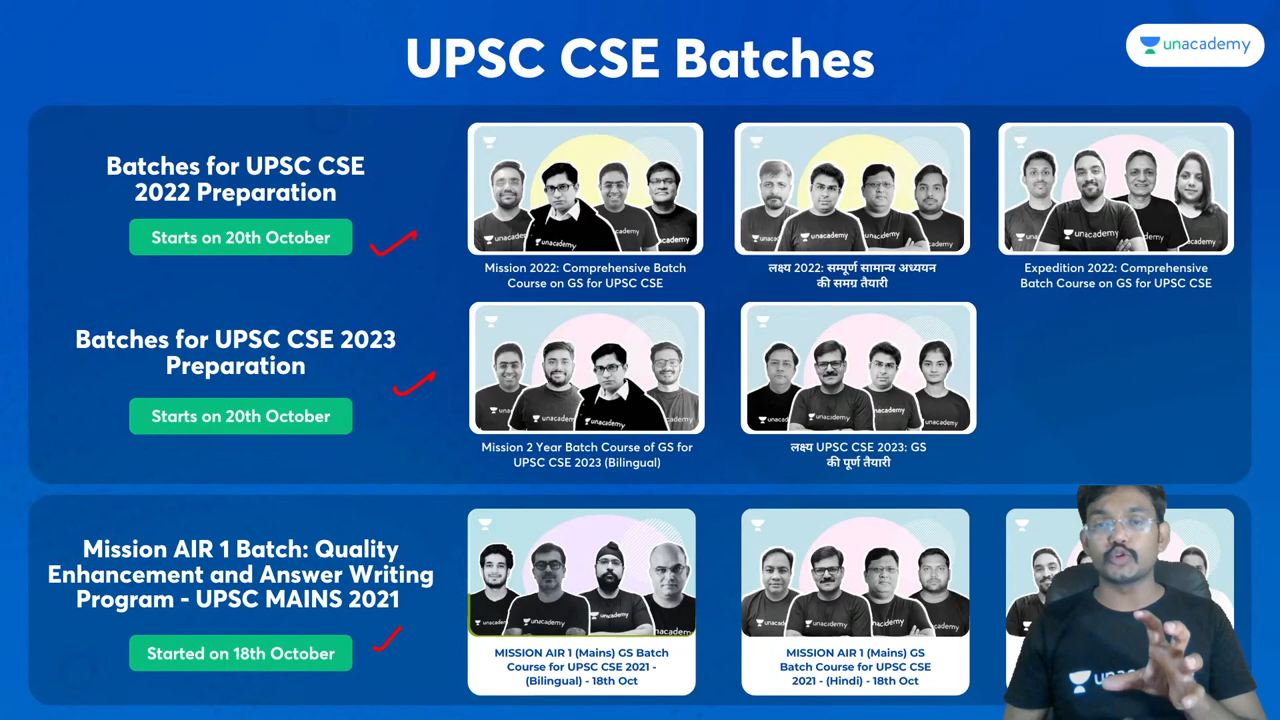 UPSC CSE Batches
unacademy
Batches for UPSC CSE
2022 Preparation
Starts on 20th October
Mission 2022: Comprehensive Batch
Course on GS for UPSC CSE
लक्ष्य 2022: सम्पूर्ण सामान्य अध्ययन
की समग्र तैयारी
Expedition 2022: Comprehensive
Batch Course on GS for UPSC CSE
Batches for UPSC CSE 2023
Preparation
Starts on 20th October
Mission 2 Year Batch Course of GS for
UPSC CSE 2023 (Bilingual)
लक्ष्य UPSC CSE 2023: GS
की पूर्ण तैयारी
Mission AIR 1 Batch: Quality
Enhancement and Answer Writing
Program - UPSC MAINS 2021
Started on 18th October
MISSION AIR 1 (Mains) GS Batch
Course for UPSC CSE 2021 -
(Bilingual) - 18th Oct
MISSION AIR 1 (Mains) GS
Batch Course for UPSC CSE
2021 - (Hindi) - 18th Oct